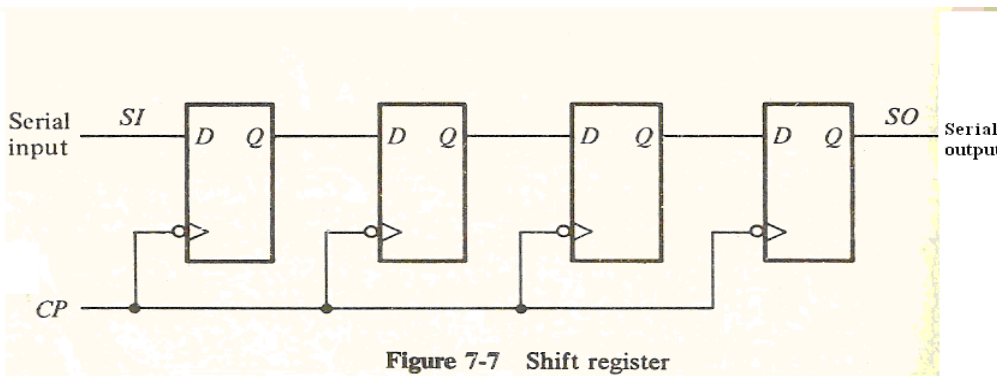 SI
SO
Serial
input
D Q D Q D Q D Q
Serial
output
CP
Figure 7-7 Shift register